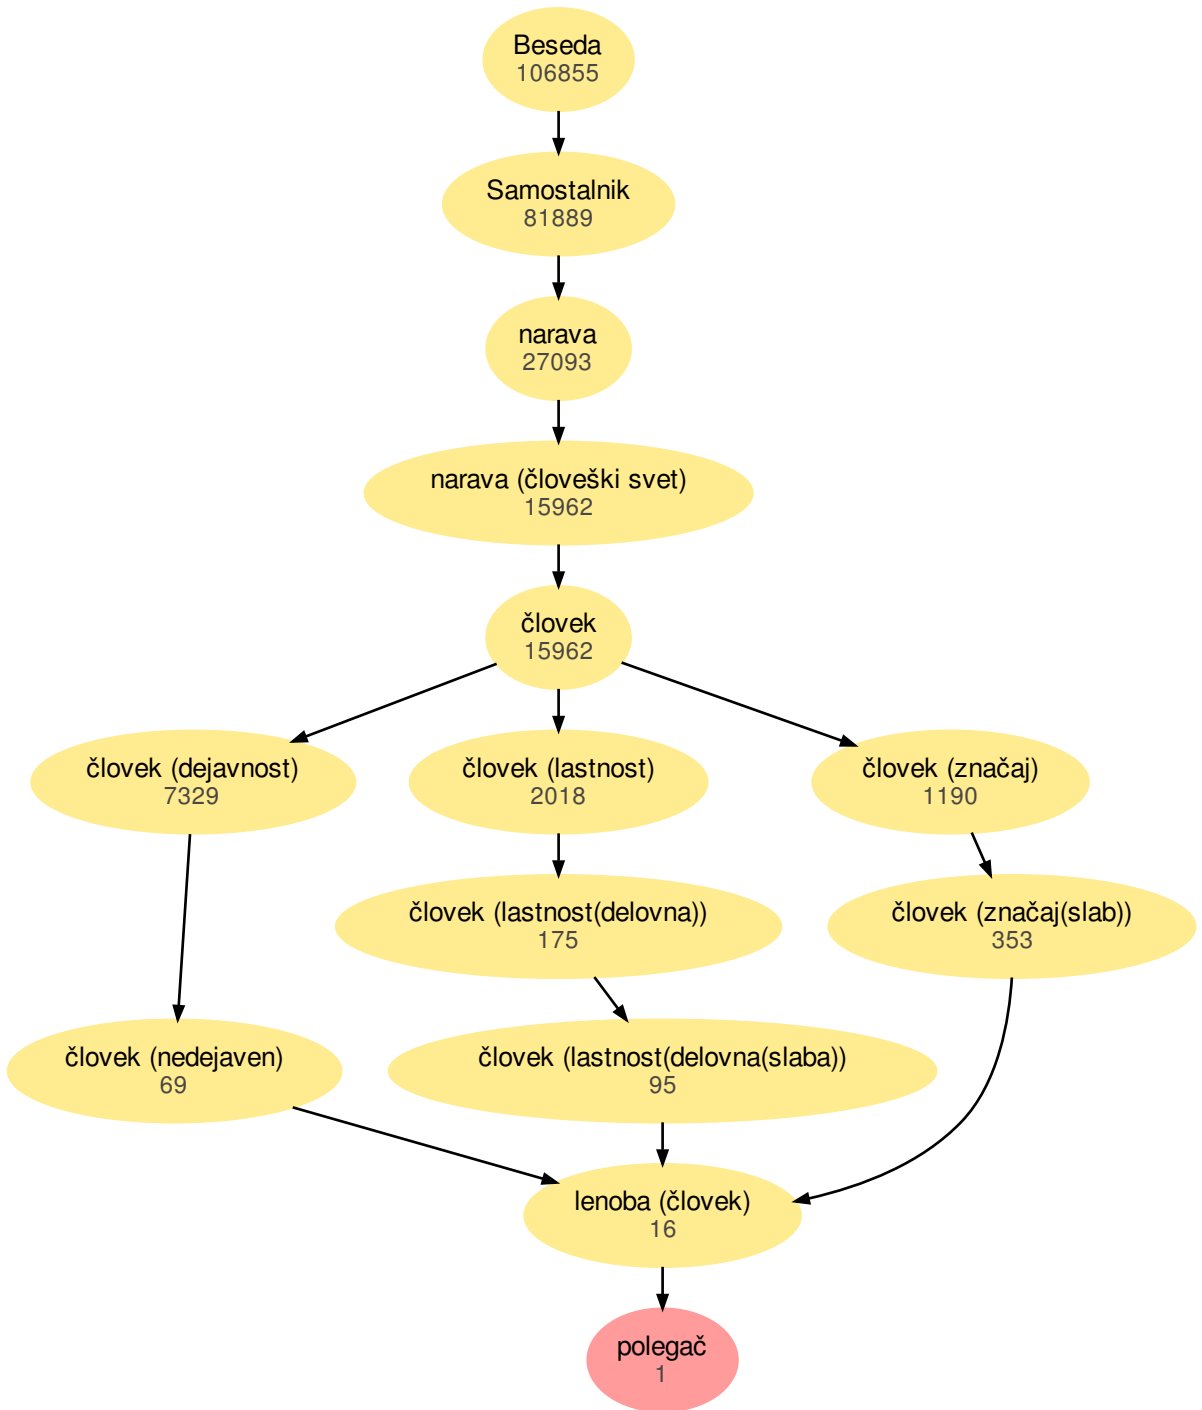 Beseda
106855
Samostalnik
81889
narava
27093
narava (človeški svet)
15962
človek
15962
človek (dejavnost)
7329
človek (lastnost)
2018
človek (značaj)
1190
človek (lastnost(delovna))
175
človek (značaj(slab))
353
človek (nedejaven)
69
človek (lastnost(delovna(slaba))
95
lenoba (človek)
16
polegač
1